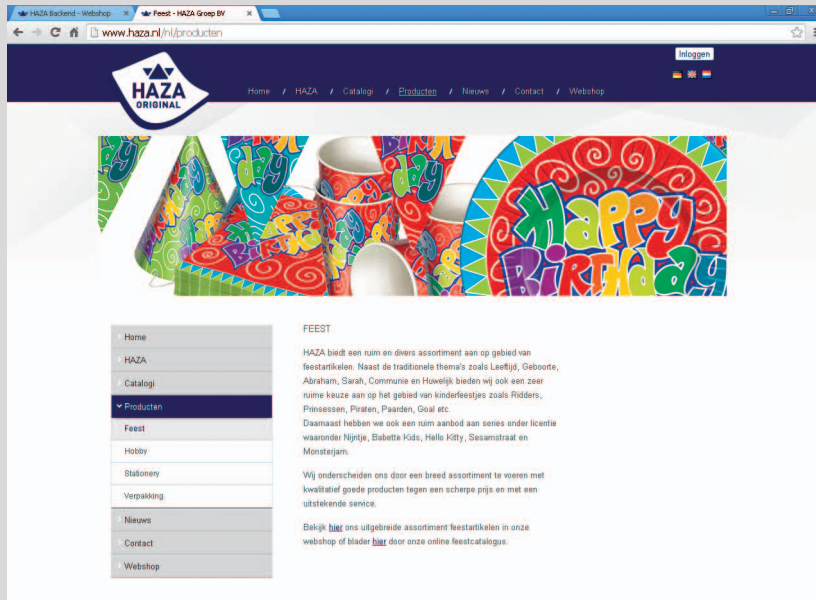 HAZA Backend - Webshop
Feest - HAZA Groep BV
www.haza.nl/nl/producten
Inloggen
HAZA
ORIGINAL
Home / HAZA / Catalogi / Producten / Nieuws / Contact / Webshop
HAPPY
BIRTHday
Home
HAZA
Catalogi
Producten
Feest
Hobby
Stationery
Verpakking
Nieuws
Contact
Webshop
FEEST
HAZA biedt een ruim en divers assortiment aan op gebied van
feestartikelen. Naast de traditionele thema's zoals Leeftijd, Geboorte,
Abraham, Sarah, Communie en Huwelijk bieden wij ook een zeer
ruime keuze aan op het gebied van kinderfeestjes zoals Ridders,
Prinsessen, Piraten, Paarden, Goal etc.
Daarnaast hebben we ook een ruim aanbod aan series onder licentie
waaronder Nijntje, Babette Kids, Hello Kitty, Sesamstraat en
Monsterjam.
Wij onderscheiden ons door een breed assortiment te voeren met
kwalitatief goede producten tegen een scherpe prijs en met een
uitstekende service.
Bekijk hier ons uitgebreide assortiment feestartikelen in onze
webshop of blader hier door onze online feestcatalogus.